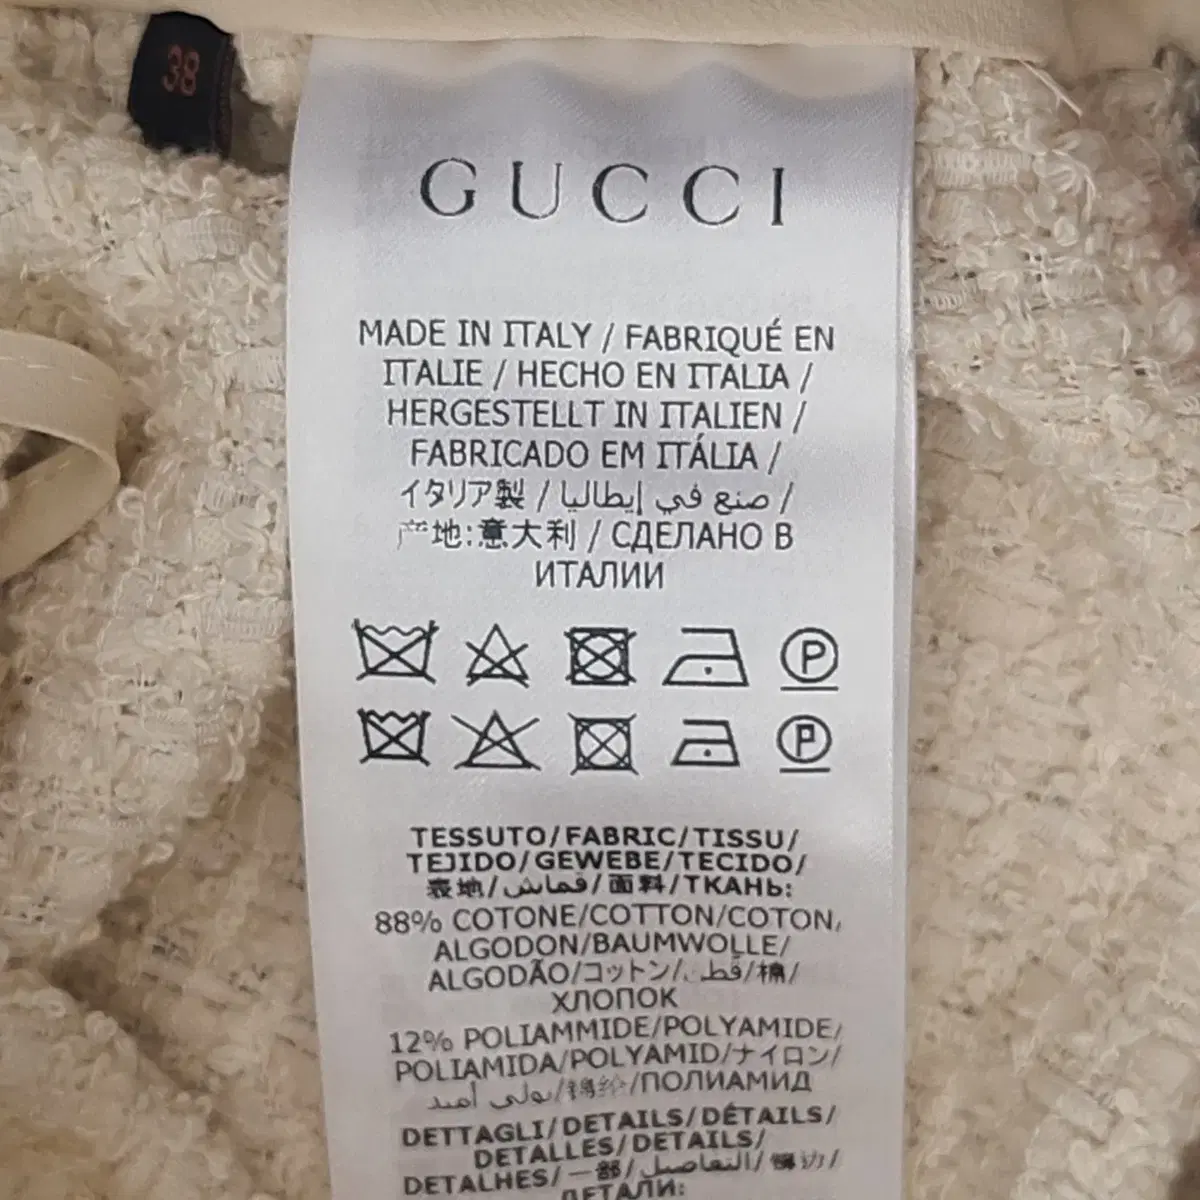 38
GUCCI
MADE IN ITALY / FABRIQUÉ EN
ITALIE / HECHO EN ITALIA /
HERGESTELLT IN ITALIEN /
FABRICADO EM ITÁLIA /
イタリア製 / صنع في إيطاليا /
产地:意大利 / СДЕЛАНО В
ИТАЛИИ
P
P
TESSUTO/FABRIC/TISSU/
TEJIDO/GEWEBE/TECIDO/
表地/قماش/面料/ТКАНЬ:
88% COTONE/COTTON/COTON,
ALGODON/BAUMWOLLE/
ALGODÃO/コットン/قطن/棉/
ХЛОПОК
12% POLIAMMIDE/POLYAMIDE/
POLIAMIDA/POLYAMID/ナイロン/
بولي أميد/锦纶/ПОЛИАМИД
DETTAGLI/DETAILS/DÉTAILS/
DETALLES/DETAILS/
DETALHES/一部/التفاصيل/
ДЕТАЛИ: